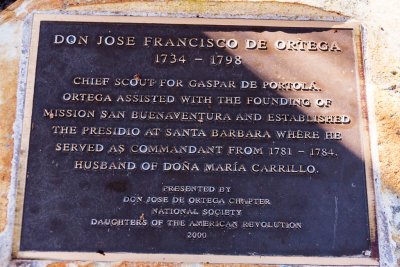 DON JOSE FRANCISCO DE ORTEGA
1734 – 1798
CHIEF SCOUT FOR GASPAR DE PORTOLÁ.
ORTEGA ASSISTED WITH THE FOUNDING OF
MISSION SAN BUENAVENTURA AND ESTABLISHED
THE PRESIDIO AT SANTA BARBARA WHERE HE
SERVED AS COMMANDANT FROM 1781 – 1784.
HUSBAND OF DOÑA MARÍA CARRILLO.
PRESENTED BY
DON JOSE DE ORTEGA CHAPTER
NATIONAL SOCIETY
DAUGHTERS OF THE AMERICAN REVOLUTION
2000